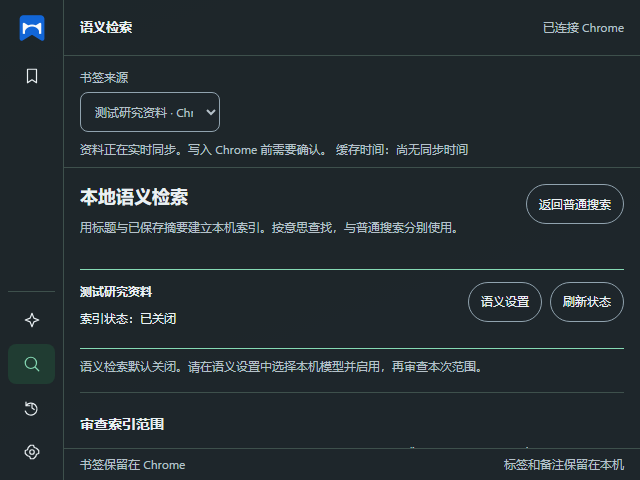 语义检索
已连接 Chrome
书签来源
测试研究资料 · Chr
资料正在实时同步。写入 Chrome 前需要确认。 缓存时间：尚无同步时间
本地语义检索
返回普通搜索
用标题与已保存摘要建立本机索引。按意思查找，与普通搜索分别使用。
测试研究资料
语义设置
刷新状态
索引状态：已关闭
语义检索默认关闭。请在语义设置中选择本机模型并启用，再审查本次范围。
审查索引范围
书签保留在 Chrome
标签和备注保留在本机